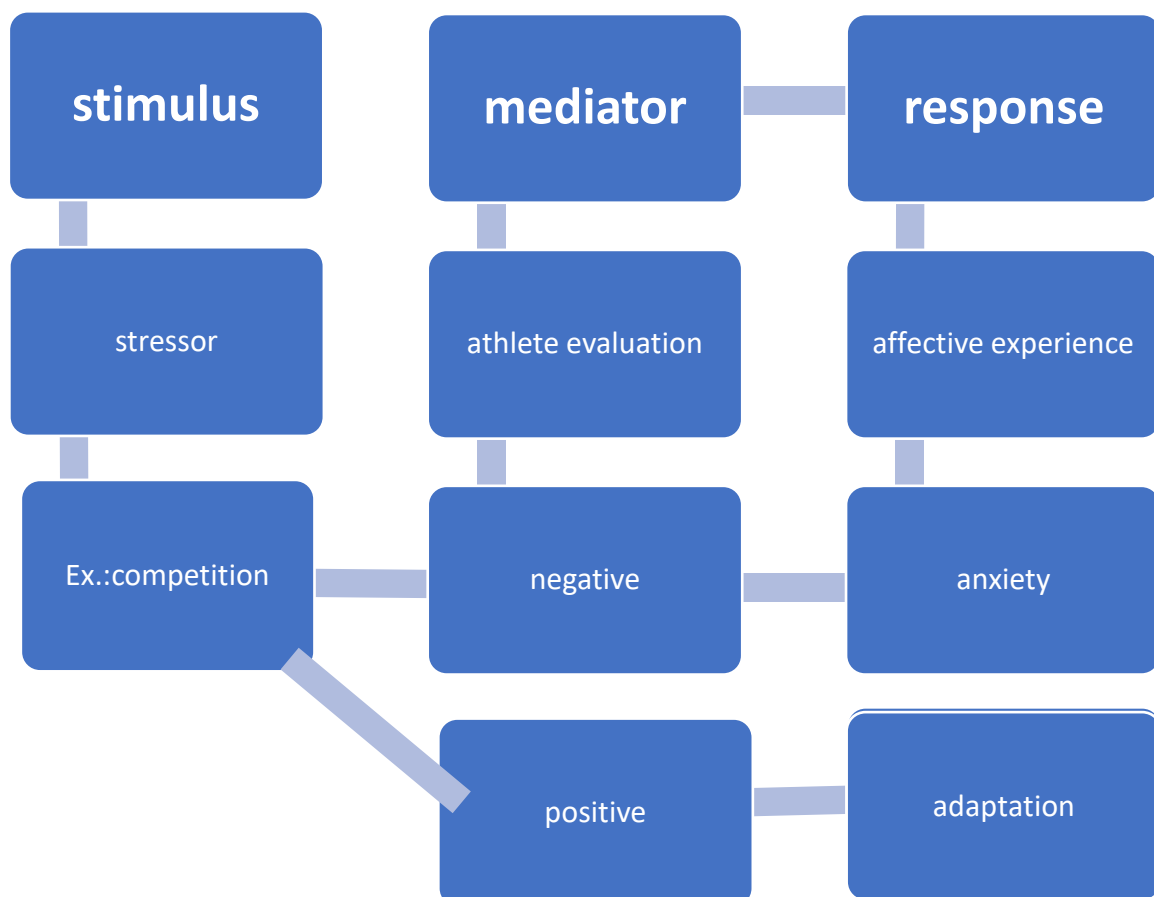 stimulus
mediator
response
stressor
athlete evaluation
affective experience
Ex.:competition
negative
anxiety
positive
adaptation